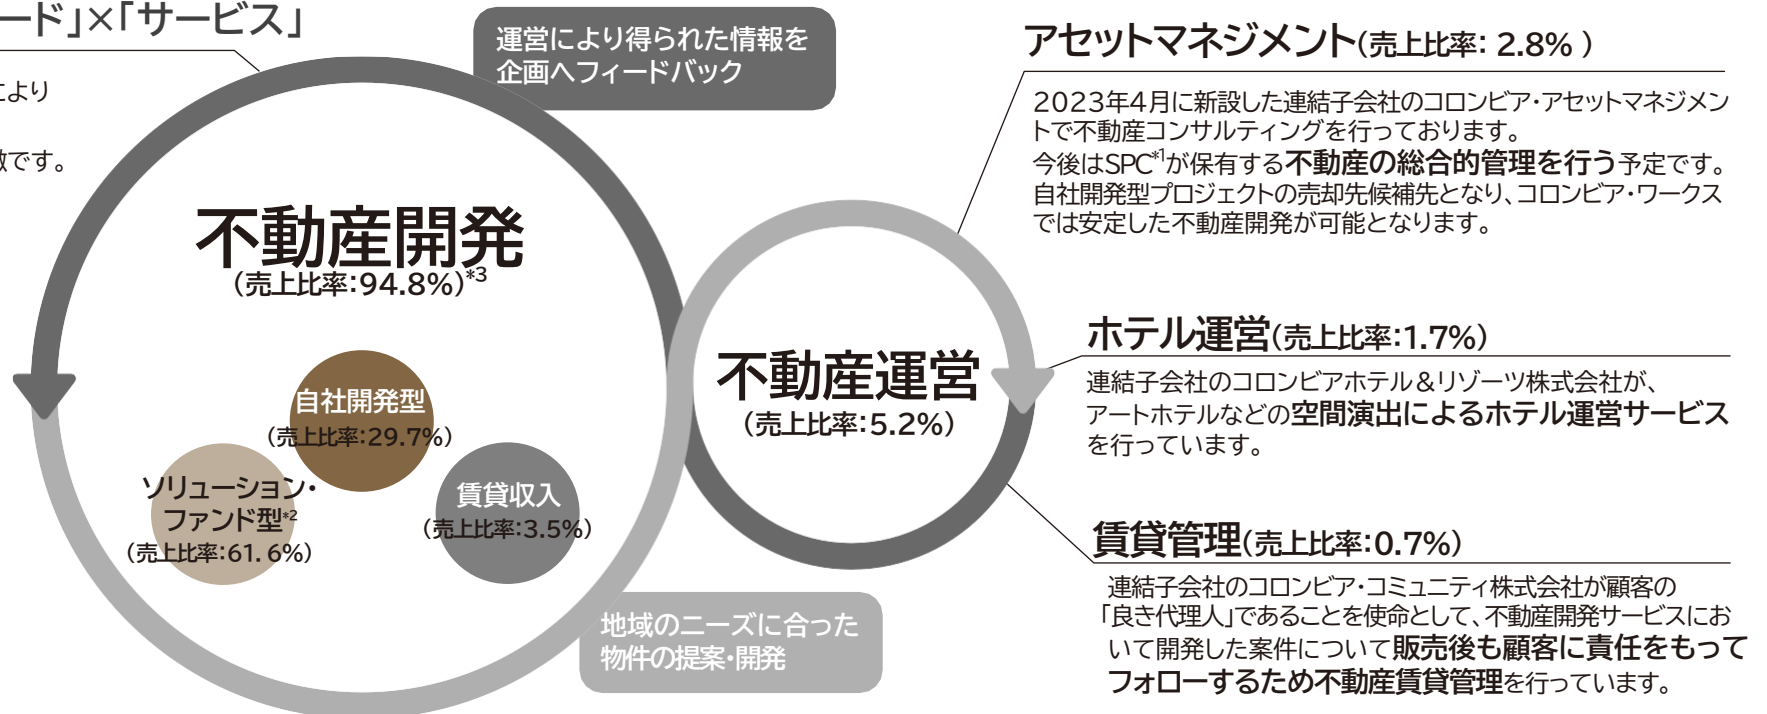 ード」×「サービス」
により
徴です。
運営により得られた情報を
企画へフィードバック
不動産開発
(売上比率:94.8%)*3
自社開発型
(売上比率:29.7%)
ソリューション・
ファンド型*2
(売上比率:61.6%)
賃貸収入
(売上比率:3.5%)
地域のニーズに合った
物件の提案・開発
不動産運営
(売上比率:5.2%)
アセットマネジメント(売上比率: 2.8% )
2023年4月に新設した連結子会社のコロンビア・アセットマネジメン
トで不動産コンサルティングを行っております。
今後はSPC*1が保有する不動産の総合的管理を行う予定です。
自社開発型プロジェクトの売却先候補先となり、コロンビア・ワークス
では安定した不動産開発が可能となります。
ホテル運営(売上比率:1.7%)
連結子会社のコロンビアホテル&リゾーツ株式会社が、
アートホテルなどの空間演出によるホテル運営サービス
を行っています。
賃貸管理(売上比率:0.7%)
連結子会社のコロンビア・コミュニティ株式会社が顧客の
「良き代理人」であることを使命として、不動産開発サービスにお
いて開発した案件について販売後も顧客に責任をもって
フォローするため不動産賃貸管理を行っています。